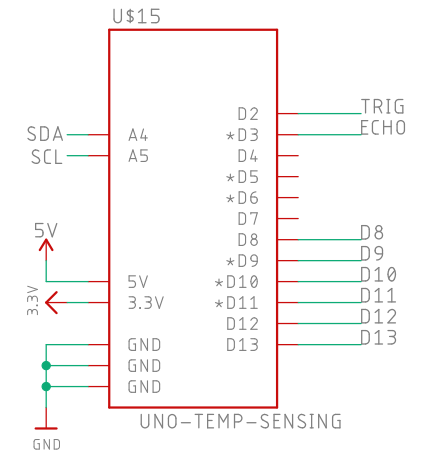 U$15
D2 TRIG
SDA A4 *D3 ECHO
SCL A5 D4
*D5
*D6
D7
5V D8 D8
*D9 D9
5V *D10 D10
3.3V 3.3V *D11 D11
D12 D12
GND D13 D13
GND
GND
UNO-TEMP-SENSING
GND